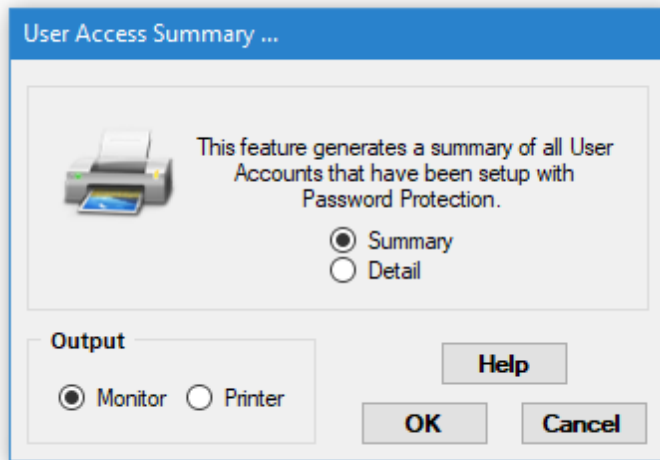 User Access Summary ...
This feature generates a summary of all User
Accounts that have been setup with
Password Protection.
Summary
Detail
Output
Monitor Printer
Help
OK Cancel